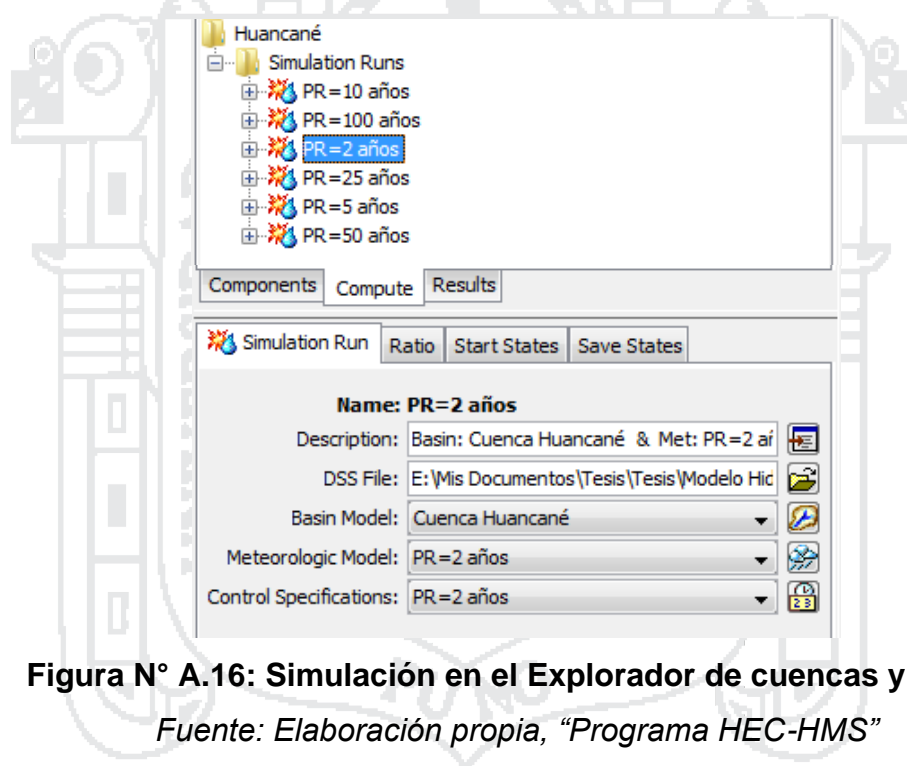 Huancané
Simulation Runs
PR=10 años
PR=100 años
PR=2 años
PR=25 años
PR=5 años
PR=50 años
Components Compute Results
Simulation Run Ratio Start States Save States
Name: PR=2 años
Description: Basin: Cuenca Huancané & Met: PR=2 añ
DSS File: E:\Mis Documentos\Tesis\Tesis\Modelo Hid
Basin Model: Cuenca Huancané
Meteorologic Model: PR=2 años
Control Specifications: PR=2 años
Figura N° A.16: Simulación en el Explorador de cuencas y
Fuente: Elaboración propia, “Programa HEC-HMS”